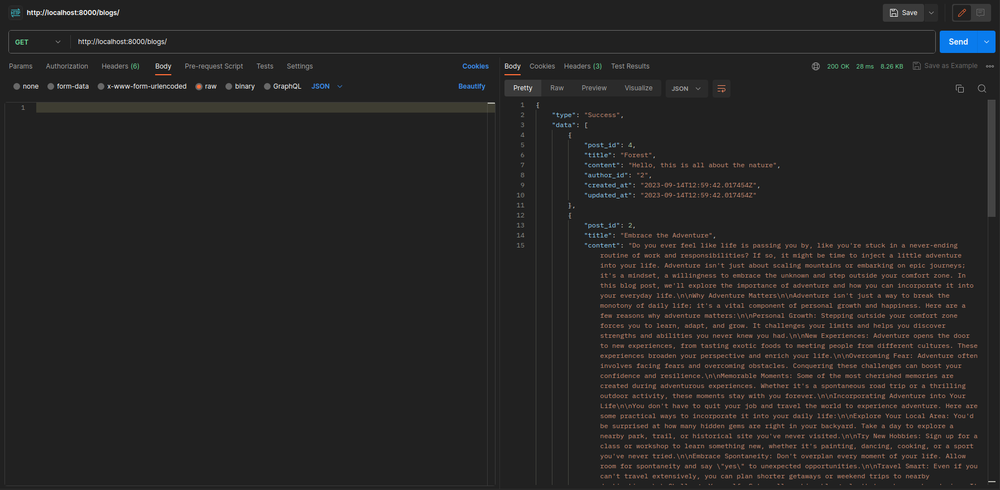 HTTP http://localhost:8000/blogs/
Save
GET http://localhost:8000/blogs/ Send
Params Authorization Headers (6) Body Pre-request Script Tests Settings Cookies
none form-data x-www-form-urlencoded raw binary GraphQL JSON Beautify
1
Body Cookies Headers (3) Test Results 200 OK 28 ms 8.26 KB Save as Example
Pretty Raw Preview Visualize JSON
1 {
2 "type": "Success",
3 "data": [
4 {
5 "post_id": 4,
6 "title": "Forest",
7 "content": "Hello, this is all about the nature",
8 "author_id": "2",
9 "created_at": "2023-09-14T12:59:42.017454Z",
10 "updated_at": "2023-09-14T12:59:42.017454Z"
11 },
12 {
13 "post_id": 2,
14 "title": "Embrace the Adventure",
15 "content": "Do you ever feel like life is passing you by, like you're stuck in a never-ending
routine of work and responsibilities? If so, it might be time to inject a little adventure
into your life. Adventure isn't just about scaling mountains or embarking on epic journeys;
it's a mindset, a willingness to embrace the unknown and step outside your comfort zone. In
this blog post, we'll explore the importance of adventure and how you can incorporate it into
your everyday life.\n\nWhy Adventure Matters\n\nAdventure isn't just a way to break the
monotony of daily life; it's a vital component of personal growth and happiness. Here are a
few reasons why adventure matters:\n\nPersonal Growth: Stepping outside your comfort zone
forces you to learn, adapt, and grow. It challenges your limits and helps you discover
strengths and abilities you never knew you had.\n\nNew Experiences: Adventure opens the door
to new experiences, from tasting exotic foods to meeting people from different cultures. These
experiences broaden your perspective and enrich your life.\n\nOvercoming Fear: Adventure often
involves facing fears and overcoming obstacles. Conquering these challenges can boost your
confidence and resilience.\n\nMemorable Moments: Some of the most cherished memories are
created during adventurous experiences. Whether it's a spontaneous road trip or a thrilling
outdoor activity, these moments stay with you forever.\n\nIncorporating Adventure into Your
Life\n\nYou don't have to quit your job and travel the world to experience adventure. Here are
some practical ways to incorporate it into your daily life:\n\nExplore Your Local Area: You'd
be surprised at how many hidden gems are right in your backyard. Take a day to explore a
nearby park, trail, or historical site you've never visited.\n\nTry New Hobbies: Sign up for a
class or workshop to learn something new, whether it's painting, dancing, cooking, or a sport
you've never tried.\n\nEmbrace Spontaneity: Don't overplan every moment of your life. Allow
room for spontaneity and say \"yes\" to unexpected opportunities.\n\nTravel Smart: Even if you
can't travel extensively, you can plan shorter getaways or weekend trips to nearby